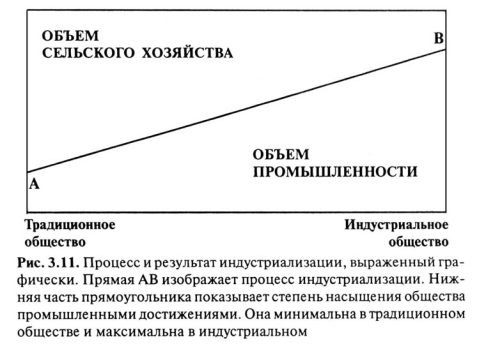 ОБЪЕМ
СЕЛЬСКОГО ХОЗЯЙСТВА
B
A
ОБЪЕМ
ПРОМЫШЛЕННОСТИ
Традиционное
общество
Индустриальное
общество
Рис. 3.11. Процесс и результат индустриализации, выраженный гра-
фически. Прямая АВ изображает процесс индустриализации. Ниж-
няя часть прямоугольника показывает степень насыщения общества
промышленными достижениями. Она минимальна в традиционном
обществе и максимальна в индустриальном